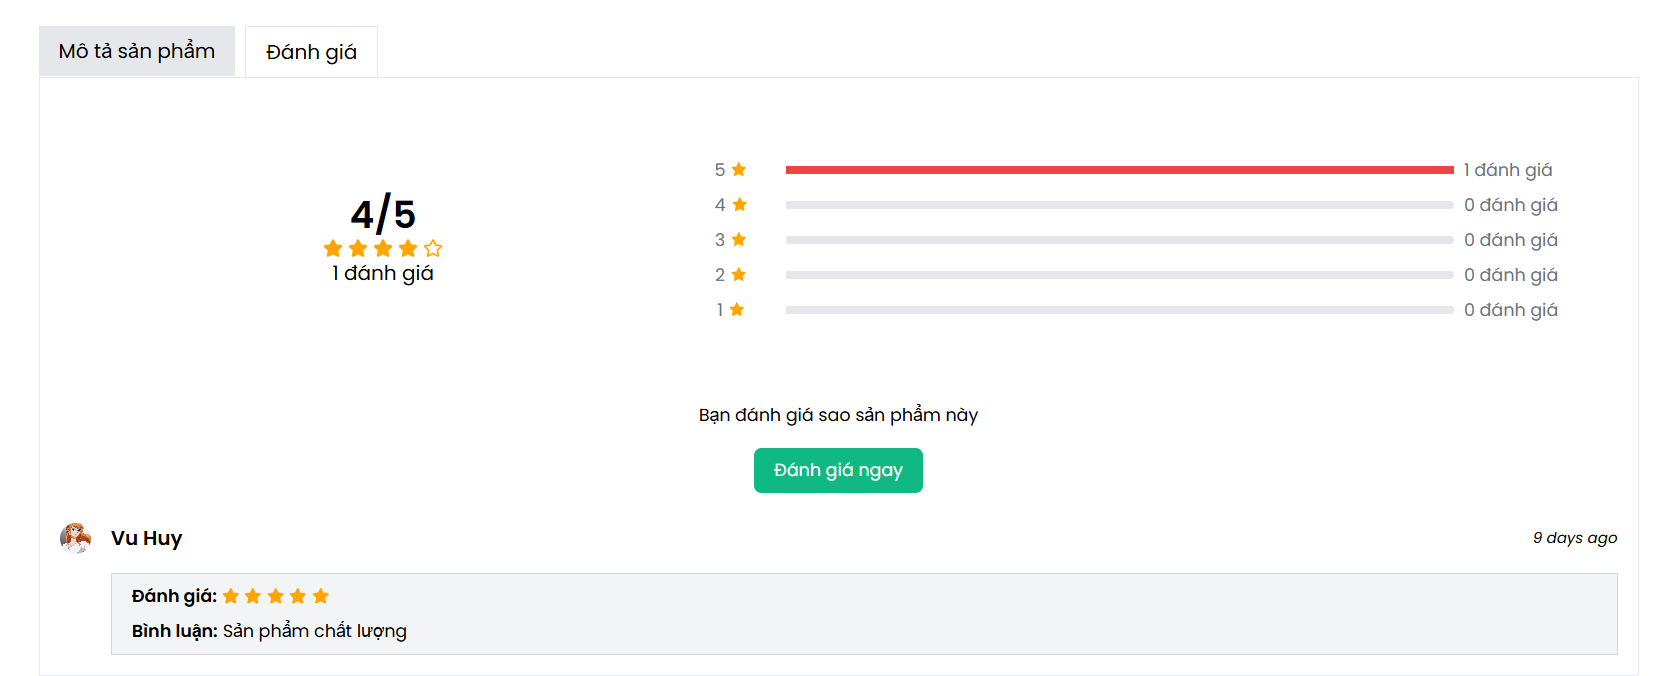 Mô tả sản phẩm
Đánh giá
4/5
1 đánh giá
5 1 đánh giá
4 0 đánh giá
3 0 đánh giá
2 0 đánh giá
1 0 đánh giá
Bạn đánh giá sao sản phẩm này
Đánh giá ngay
Vu Huy 9 days ago
Đánh giá:
Bình luận: Sản phẩm chất lượng